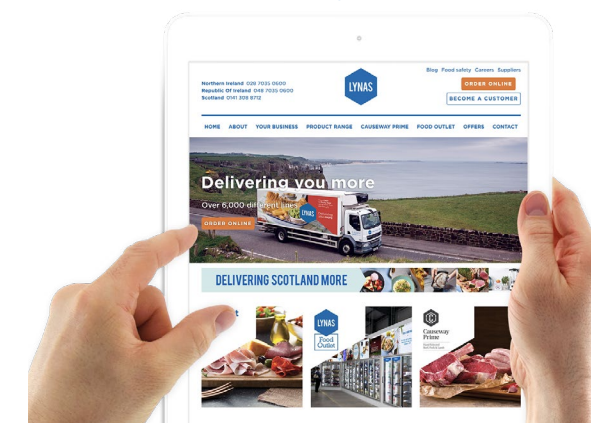 Blog Food safety Careers Suppliers
Northern Ireland 028 7035 0600
Republic Of Ireland 048 7035 0600
Scotland 0141 308 8712
LYNAS
ORDER ONLINE
BECOME A CUSTOMER
HOME ABOUT YOUR BUSINESS PRODUCT RANGE CAUSEWAY PRIME FOOD OUTLET OFFERS CONTACT
Delivering you more
Over 6,000 different lines
ORDER ONLINE
LYNAS
DELIVERING SCOTLAND MORE
LYNAS
Food
Outlet
Causeway
Prime